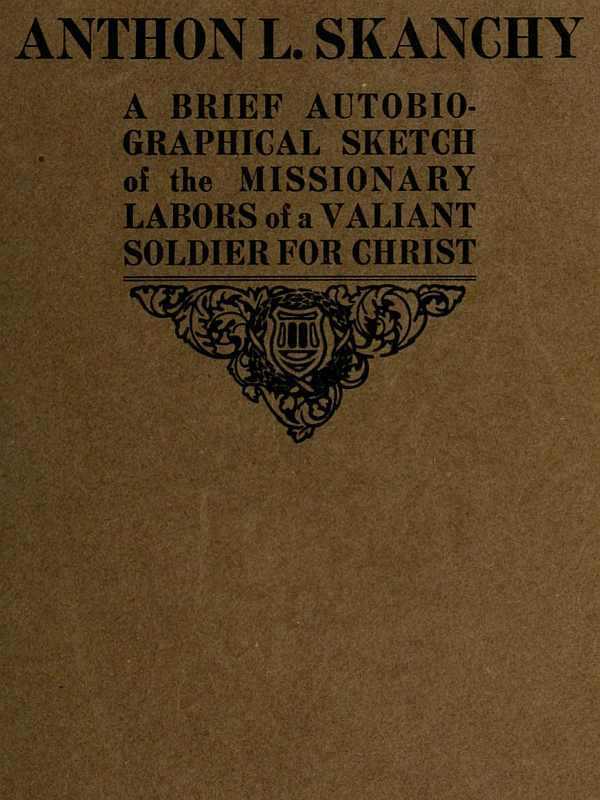 ANTHON L. SKANCHY
A BRIEF AUTOBIO-
GRAPHICAL SKETCH
of the MISSIONARY
LABORS of a VALIANT
SOLDIER FOR CHRIST